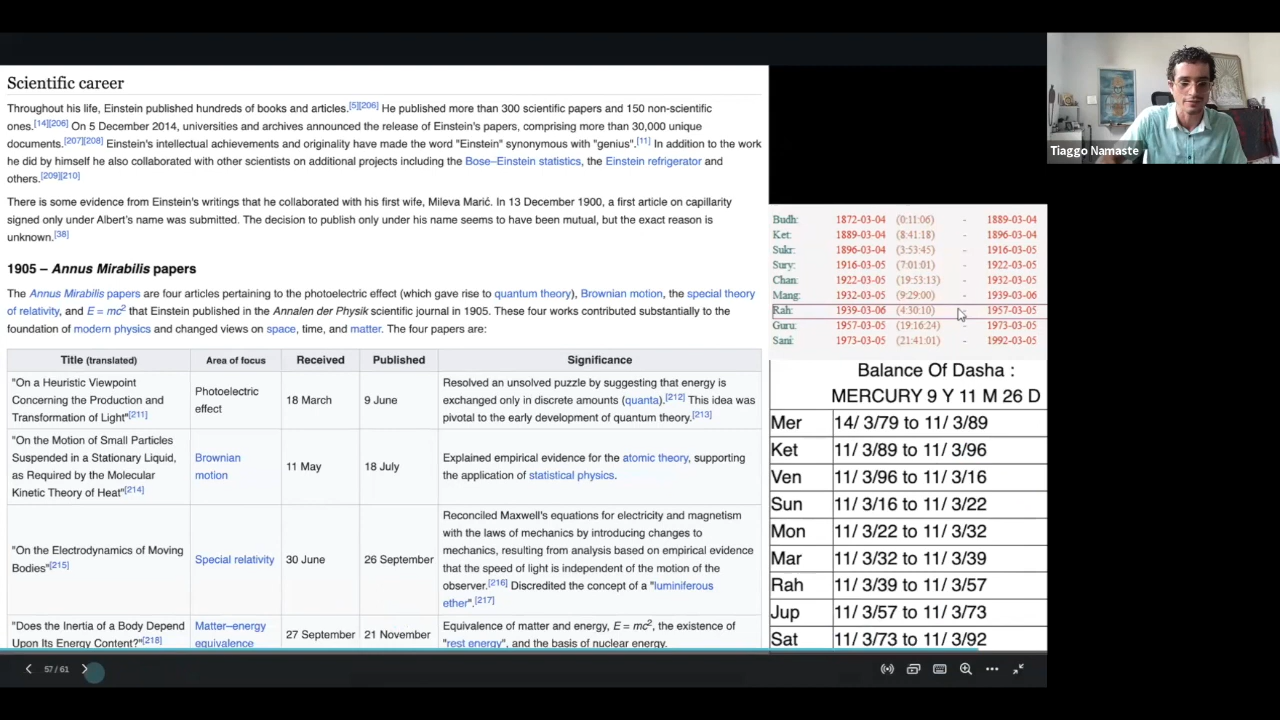 Scientific career
Throughout his life, Einstein published hundreds of books and articles.[5][206] He published more than 300 scientific papers and 150 non-scientific
ones.[14][206] On 5 December 2014, universities and archives announced the release of Einstein's papers, comprising more than 30,000 unique
documents.[207][208] Einstein's intellectual achievements and originality have made the word "Einstein" synonymous with "genius".[11] In addition to the work
he did by himself he also collaborated with other scientists on additional projects including the Bose–Einstein statistics, the Einstein refrigerator and
others.[209][210]
There is some evidence from Einstein's writings that he collaborated with his first wife, Mileva Marić. In 13 December 1900, a first article on capillarity
signed only under Albert's name was submitted. The decision to publish only under his name seems to have been mutual, but the exact reason is
unknown.[38]
1905 – Annus Mirabilis papers
The Annus Mirabilis papers are four articles pertaining to the photoelectric effect (which gave rise to quantum theory), Brownian motion, the special theory
of relativity, and E = mc² that Einstein published in the Annalen der Physik scientific journal in 1905. These four works contributed substantially to the
foundation of modern physics and changed views on space, time, and matter. The four papers are:
Title (translated) Area of focus Received Published Significance
"On a Heuristic Viewpoint
Concerning the Production and
Transformation of Light"[211]
Photoelectric
effect
18 March
9 June
Resolved an unsolved puzzle by suggesting that energy is
exchanged only in discrete amounts (quanta).[212] This idea was
pivotal to the early development of quantum theory.[213]
"On the Motion of Small Particles
Suspended in a Stationary Liquid,
as Required by the Molecular
Kinetic Theory of Heat"[214]
Brownian
motion
11 May
18 July
Explained empirical evidence for the atomic theory, supporting
the application of statistical physics.
"On the Electrodynamics of Moving
Bodies"[215]
Special relativity
30 June
26 September
Reconciled Maxwell's equations for electricity and magnetism
with the laws of mechanics by introducing changes to
mechanics, resulting from analysis based on empirical evidence
that the speed of light is independent of the motion of the
observer.[216] Discredited the concept of a "luminiferous
ether".[217]
"Does the Inertia of a Body Depend
Upon Its Energy Content?"[218]
Matter–energy
equivalence
27 September
21 November
Equivalence of matter and energy, E = mc², the existence of
"rest energy", and the basis of nuclear energy.
Tiaggo Namaste
Budh: 1872-03-04 (0:11:06) - 1889-03-04
Ket: 1889-03-04 (8:41:18) - 1896-03-04
Sukr: 1896-03-04 (3:53:45) - 1916-03-05
Sury: 1916-03-05 (7:01:01) - 1922-03-05
Chan: 1922-03-05 (19:53:13) - 1932-03-05
Mang: 1932-03-05 (9:29:00) - 1939-03-06
Rah: 1939-03-06 (4:30:10) - 1957-03-05
Guru: 1957-03-05 (19:16:24) - 1973-03-05
Sani: 1973-03-05 (21:41:01) - 1992-03-05
Balance Of Dasha :
MERCURY 9 Y 11 M 26 D
Mer 14/ 3/79 to 11/ 3/89
Ket 11/ 3/89 to 11/ 3/96
Ven 11/ 3/96 to 11/ 3/16
Sun 11/ 3/16 to 11/ 3/22
Mon 11/ 3/22 to 11/ 3/32
Mar 11/ 3/32 to 11/ 3/39
Rah 11/ 3/39 to 11/ 3/57
Jup 11/ 3/57 to 11/ 3/73
Sat 11/ 3/73 to 11/ 3/92
57 / 61